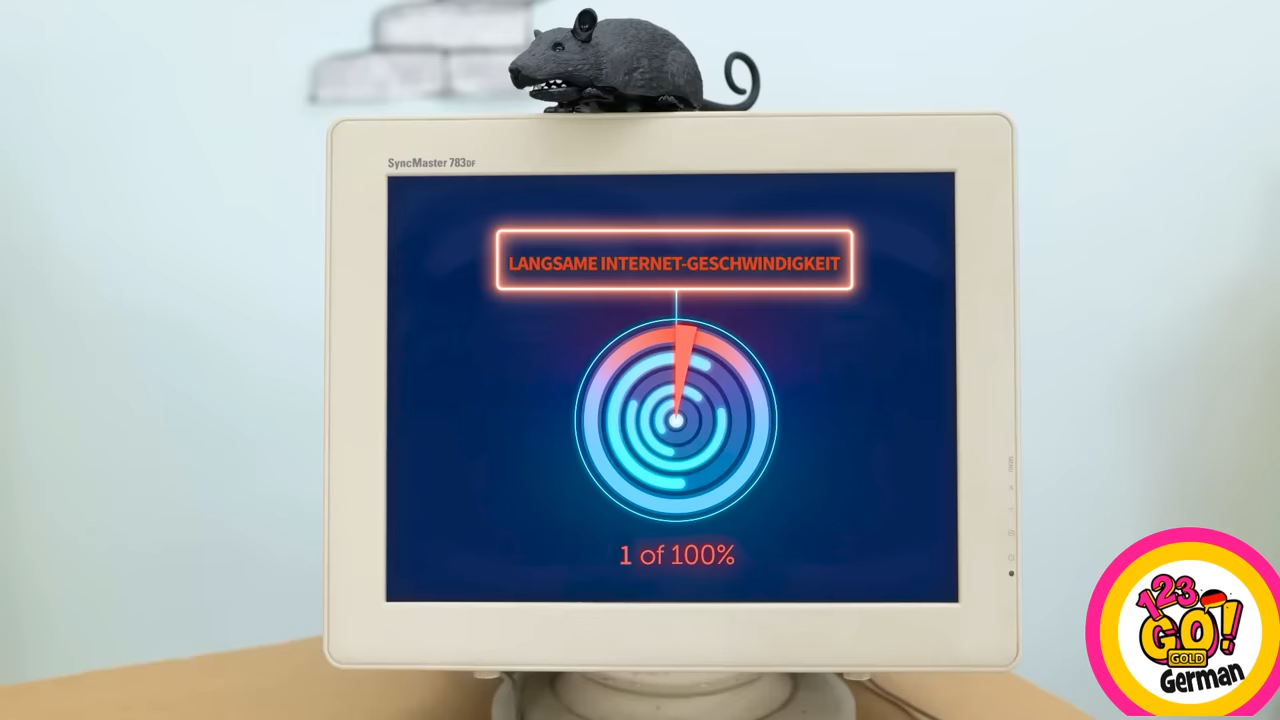 SyncMaster 783DF
LANGSAME INTERNET-GESCHWINDIGKEIT
1 of 100%
123
GO!
GOLD
German